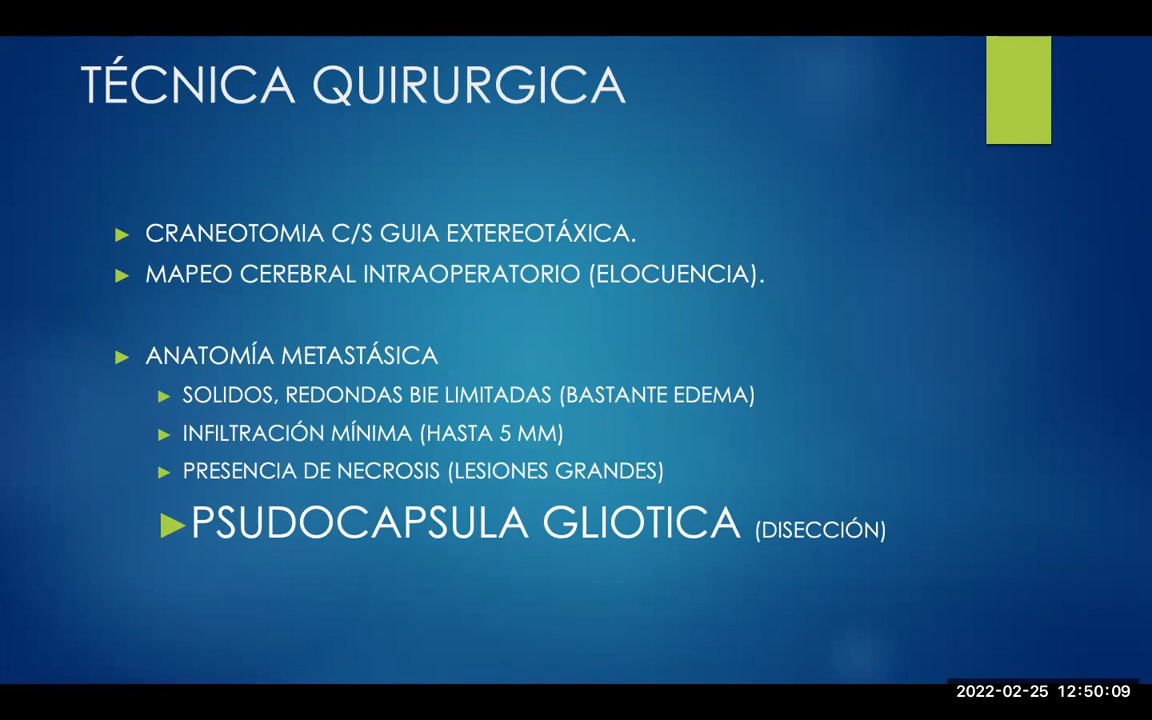 TÉCNICA QUIRURGICA
CRANEOTOMIA C/S GUIA EXTEREOTÁXICA.
MAPEO CEREBRAL INTRAOPERATORIO (ELOCUENCIA).
ANATOMÍA METASTÁSICA
SOLIDOS, REDONDAS BIE LIMITADAS (BASTANTE EDEMA)
INFILTRACIÓN MÍNIMA (HASTA 5 MM)
PRESENCIA DE NECROSIS (LESIONES GRANDES)
PSUDOCAPSULA GLIOTICA (DISECCIÓN)
2022-02-25 12:50:09